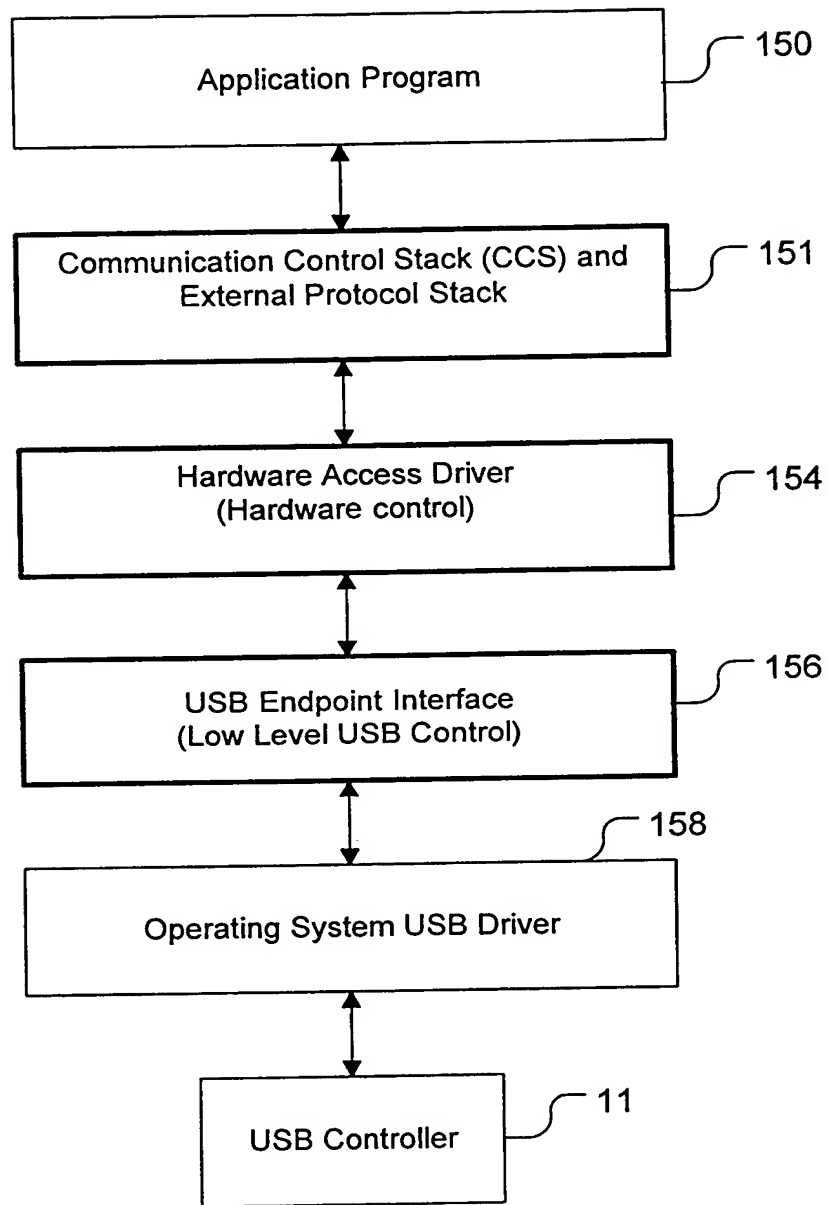 150
Application Program
151
Communication Control Stack (CCS) and
External Protocol Stack
154
Hardware Access Driver
(Hardware control)
156
USB Endpoint Interface
(Low Level USB Control)
158
Operating System USB Driver
11
USB Controller